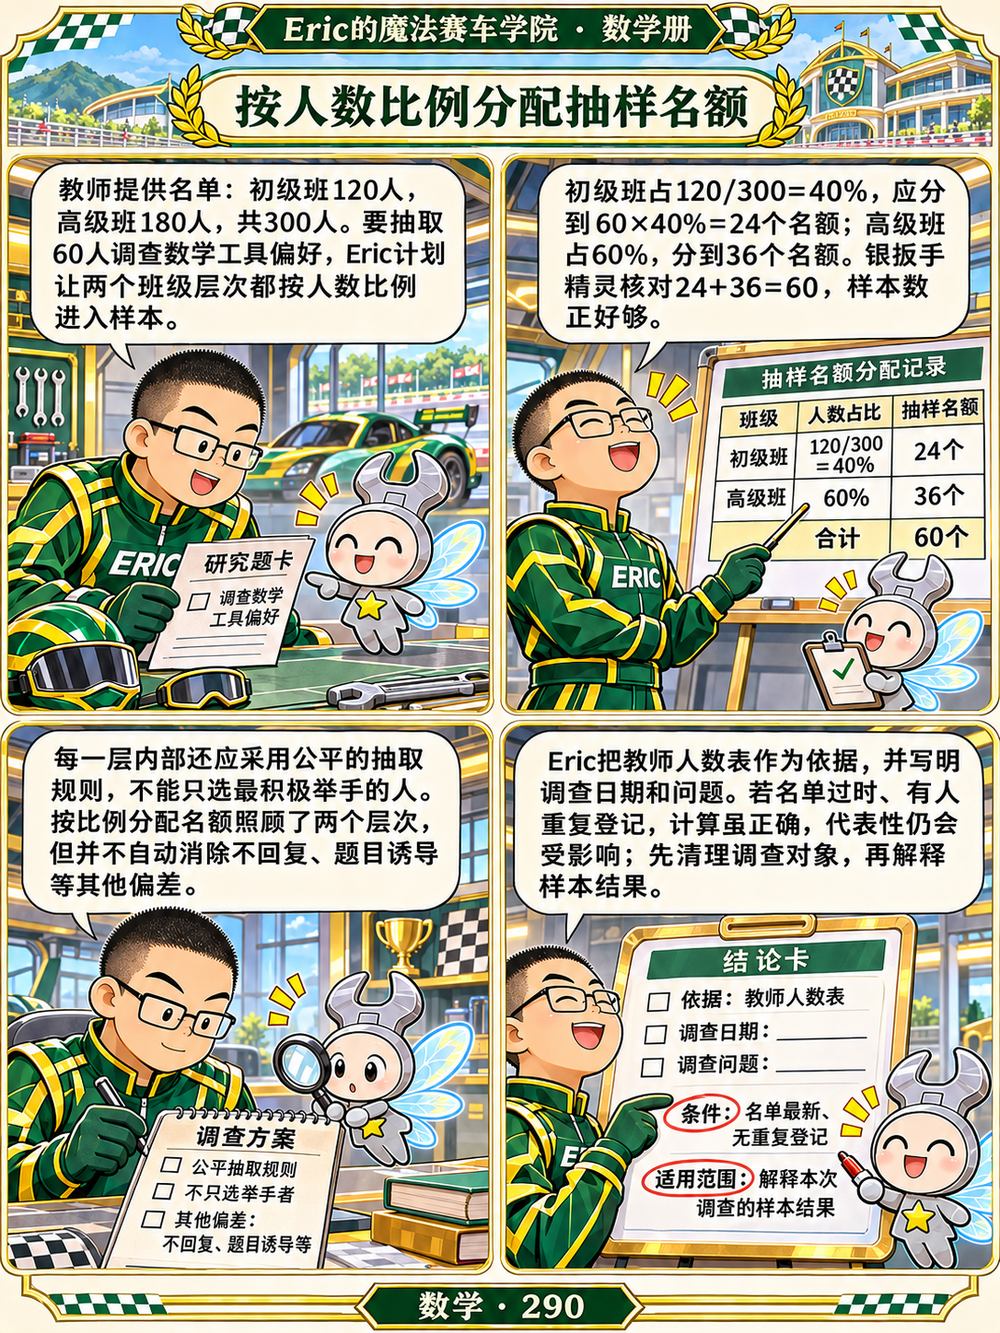 Eric的魔法赛车学院 · 数学册
按人数比例分配抽样名额
教师提供名单：初级班120人，
高级班180人，共300人。要抽取
60人调查数学工具偏好，Eric计划
让两个班级层次都按人数比例
进入样本。
ERIC
研究题卡
调查数学
工具偏好
初级班占120/300＝40%，应分
到60×40%＝24个名额；高级班
占60%，分到36个名额。银扳手
精灵核对24+36＝60，样本数
正好够。
抽样名额分配记录
班级 人数占比 抽样名额
初级班 120/300
＝40% 24个
高级班 60% 36个
合计 60个
ERIC
每一层内部还应采用公平的抽取
规则，不能只选最积极举手的人。
按比例分配名额照顾了两个层次，
但并不自动消除不回复、题目诱导
等其他偏差。
调查方案
公平抽取规则
不只选举手者
其他偏差：
不回复、题目诱导等
Eric把教师人数表作为依据，并写明
调查日期和问题。若名单过时、有人
重复登记，计算虽正确，代表性仍会
受影响；先清理调查对象，再解释
样本结果。
结论卡
依据：教师人数表
调查日期：
调查问题：
条件：名单最新、
无重复登记
适用范围：解释本次
调查的样本结果
E
数学 · 290